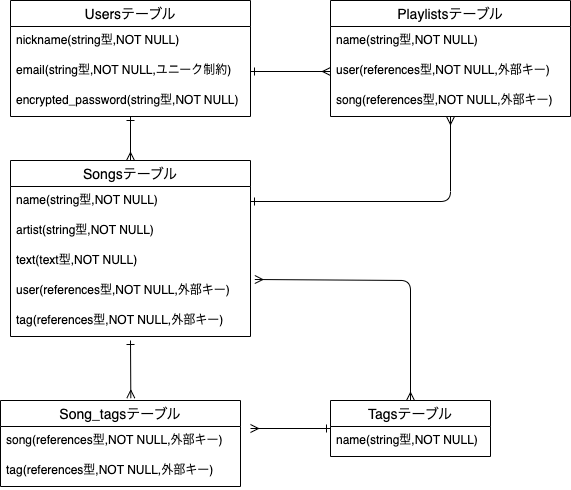 Usersテーブル
nickname(string型,NOT NULL)
email(string型,NOT NULL,ユニーク制約)
encrypted_password(string型,NOT NULL)
Playlistsテーブル
name(string型,NOT NULL)
user(references型,NOT NULL,外部キー)
song(references型,NOT NULL,外部キー)
Songsテーブル
name(string型,NOT NULL)
artist(string型,NOT NULL)
text(text型,NOT NULL)
user(references型,NOT NULL,外部キー)
tag(references型,NOT NULL,外部キー)
Song_tagsテーブル
song(references型,NOT NULL,外部キー)
tag(references型,NOT NULL,外部キー)
Tagsテーブル
name(string型,NOT NULL)